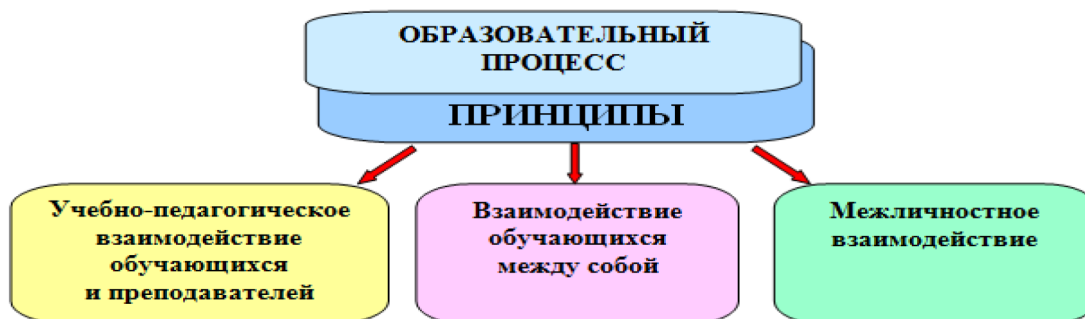 ОБРАЗОВАТЕЛЬНЫЙ
ПРОЦЕСС
ПРИНЦИПЫ
Учебно-педагогическое
взаимодействие
обучающихся
и преподавателей
Взаимодействие
обучающихся
между собой
Межличностное
взаимодействие